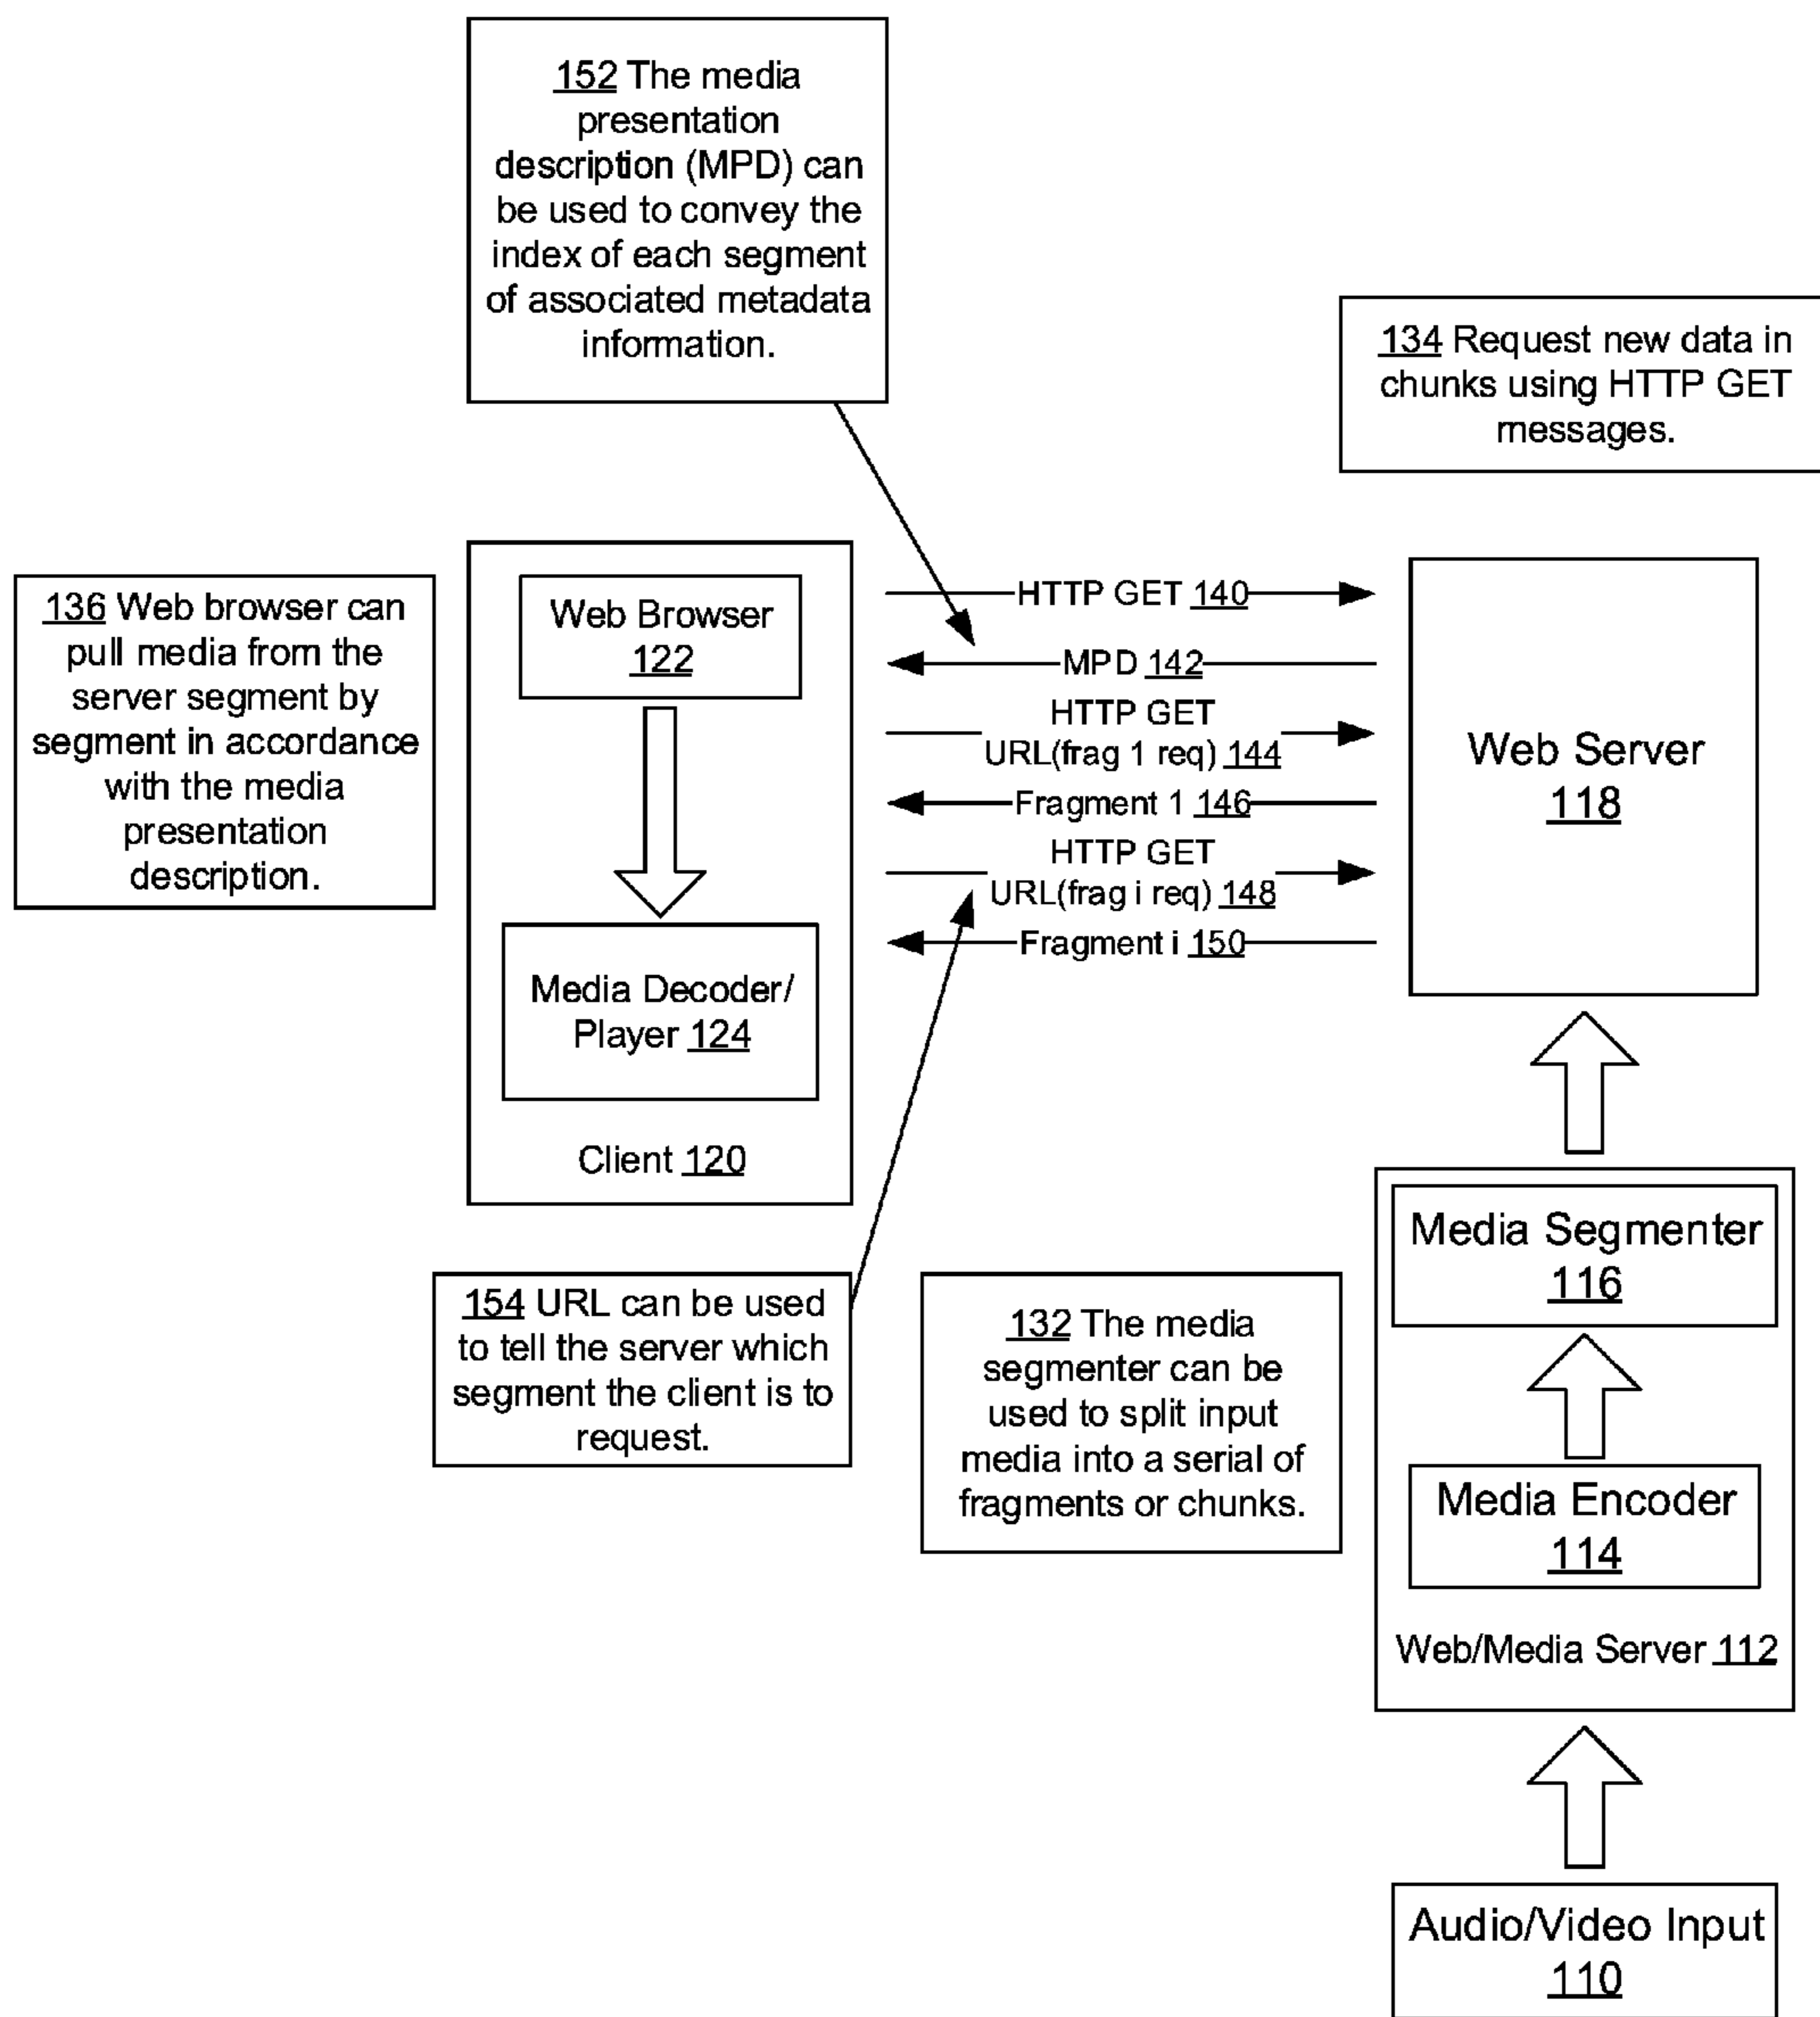 152 The media
presentation
description (MPD) can
be used to convey the
index of each segment
of associated metadata
information.
134 Request new data in
chunks using HTTP GET
messages.
136 Web browser can
pull media from the
server segment by
segment in accordance
with the media
presentation
description.
Web Browser
122
Media Decoder/
Player 124
Client 120
HTTP GET 140
MPD 142
HTTP GET
URL(frag 1 req) 144
Fragment 1 146
HTTP GET
URL(frag i req) 148
Fragment i 150
Web Server
118
154 URL can be used
to tell the server which
segment the client is to
request.
132 The media
segmenter can be
used to split input
media into a serial of
fragments or chunks.
Media Segmenter
116
Media Encoder
114
Web/Media Server 112
Audio/Video Input
110